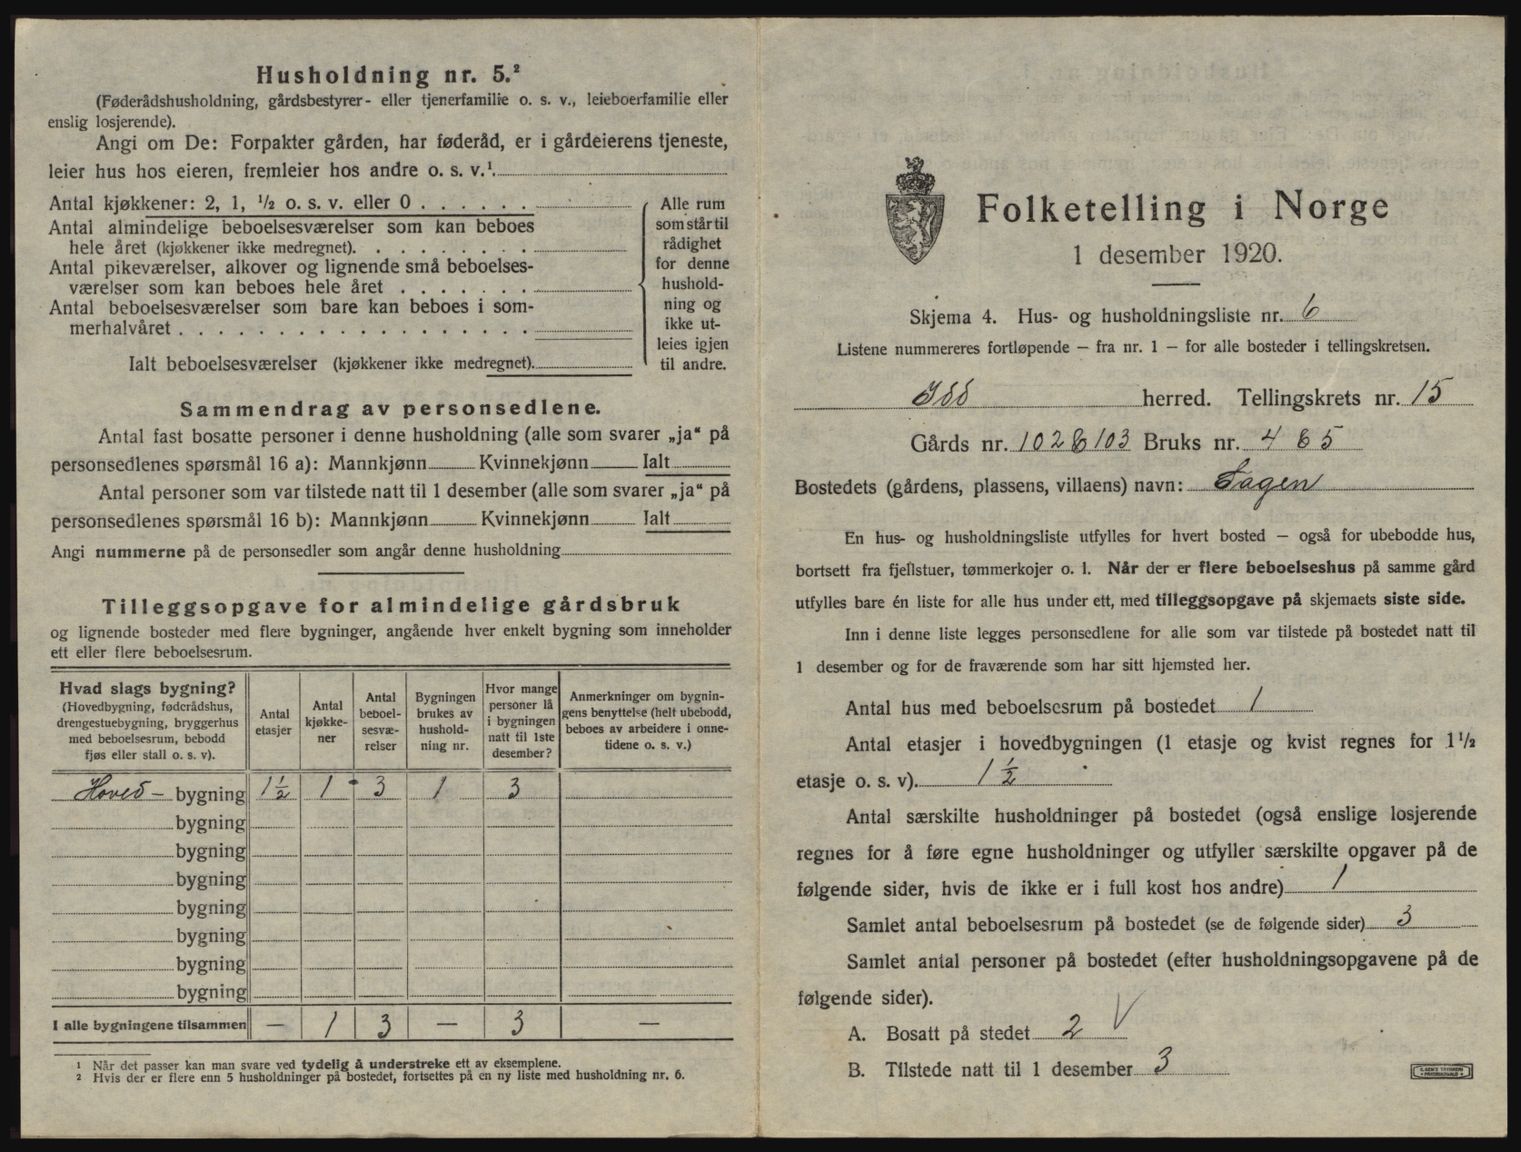 Husholdning nr. 5.²
(Føderådshusholdning, gårdsbestyrer- eller tjenerfamilie o. s. v., leieboerfamilie eller
enslig losjerende).
Angi om De: Forpakter gården, har føderåd, er i gårdeierens tjeneste,
leier hus hos eieren, fremleier hos andre o. s. v.¹
Antal kjøkkener: 2, 1, ½ o. s. v. eller 0
Antal almindelige beboelsesværelser som kan beboes
hele året (kjøkkener ikke medregnet).
Antal pikeværelser, alkover og lignende små beboelses-
værelser som kan beboes hele året
Antal beboelsesværelser som bare kan beboes i som-
merhalvåret
Ialt beboelsesværelser (kjøkkener ikke medregnet).
Alle rum
som står til
rådighet
for denne
hushold-
ning og
ikke ut-
leies igjen
til andre.
Sammendrag av personsedlene.
Antal fast bosatte personer i denne husholdning (alle som svarer „ja“ på
personsedlenes spørsmål 16 a): Mannkjønn Kvinnekjønn Ialt
Antal personer som var tilstede natt til 1 desember (alle som svarer „ja“ på
personsedlenes spørsmål 16 b): Mannkjønn Kvinnekjønn Ialt
Angi nummerne på de personsedler som angår denne husholdning
Tilleggsopgave for almindelige gårdsbruk
og lignende bosteder med flere bygninger, angående hver enkelt bygning som inneholder
ett eller flere beboelsesrum.
Hvad slags bygning?
(Hovedbygning, føderådshus,
drengestuebygning, bryggerhus
med beboelsesrum, bebodd
fjøs eller stall o. s. v).
Antal
etasjer
Antal
kjøkke-
ner
Antal
beboel-
sesvæ-
relser
Bygningen
brukes av
hushold-
ning nr.
Hvor mange
personer lå
i bygningen
natt til 1ste
desember?
Anmerkninger om bygnin-
gens benyttelse (helt ubebodd,
beboes av arbeidere i onne-
tidene o. s. v.)
Hoved- bygning 1½ 1 3 1 3
bygning
bygning
bygning
bygning
bygning
bygning
bygning
I alle bygningene tilsammen — 1 3 — 3 —
¹ Når det passer kan man svare ved tydelig å understreke ett av eksemplene.
² Hvis der er flere enn 5 husholdninger på bostedet, fortsettes på en ny liste med husholdning nr. 6.
Folketelling i Norge
1 desember 1920.
Skjema 4. Hus- og husholdningsliste nr. 6
Listene nummereres fortløpende — fra nr. 1 — for alle bosteder i tellingskretsen.
Idd herred. Tellingskrets nr. 15
Gårds nr. 102 & 103 Bruks nr. 4 & 5
Bostedets (gårdens, plassens, villaens) navn: Sagen
En hus- og husholdningsliste utfylles for hvert bosted — også for ubebodde hus,
bortsett fra fjellstuer, tømmerkojer o. l. Når der er flere beboelseshus på samme gård
utfylles bare én liste for alle hus under ett, med tilleggsopgave på skjemaets siste side.
Inn i denne liste legges personsedlene for alle som var tilstede på bostedet natt til
1 desember og for de fraværende som har sitt hjemsted her.
Antal hus med beboelsesrum på bostedet 1
Antal etasjer i hovedbygningen (1 etasje og kvist regnes for 1½
etasje o. s. v). 1½
Antal særskilte husholdninger på bostedet (også enslige losjerende
regnes for å føre egne husholdninger og utfyller særskilte opgaver på de
følgende sider, hvis de ikke er i full kost hos andre) 1
Samlet antal beboelsesrum på bostedet (se de følgende sider) 3
Samlet antal personer på bostedet (efter husholdningsopgavene på de
følgende sider).
A. Bosatt på stedet 2 V
B. Tilstede natt til 1 desember 3